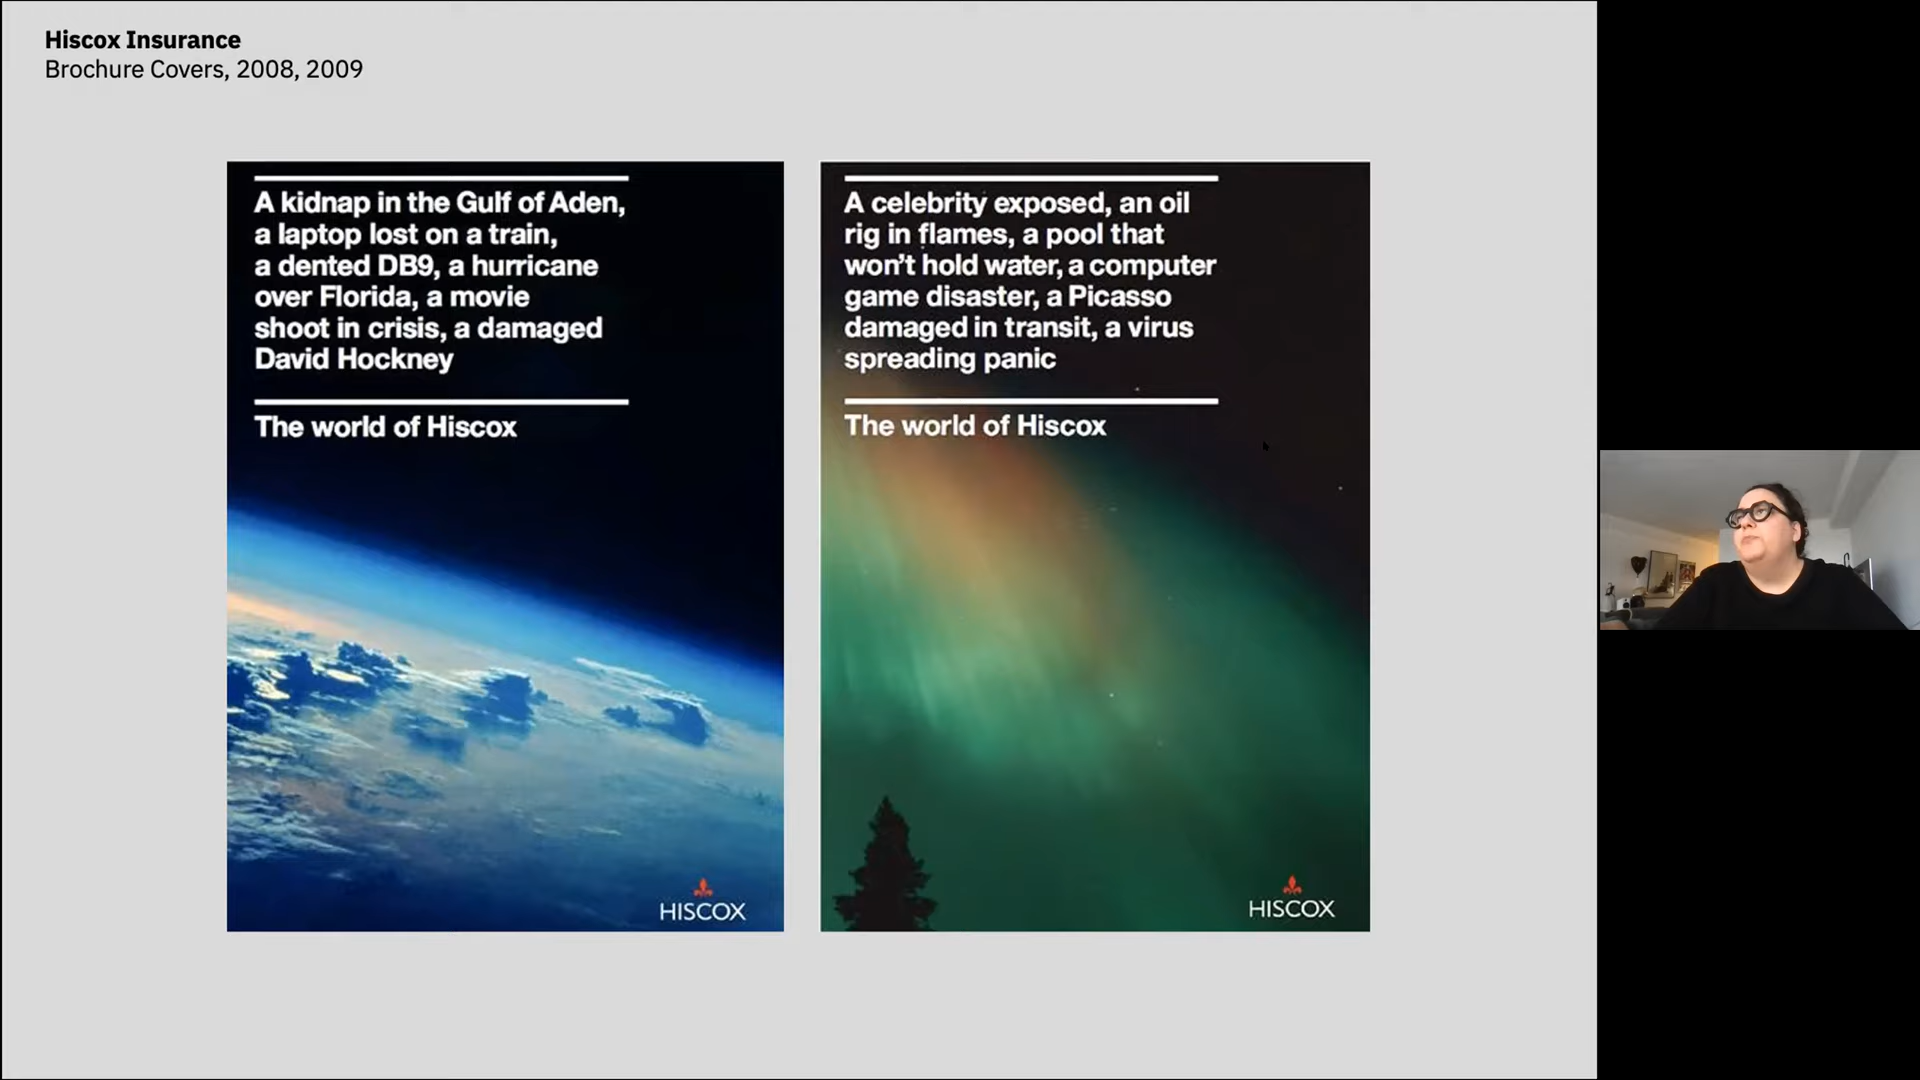 Hiscox Insurance
Brochure Covers, 2008, 2009
A kidnap in the Gulf of Aden,
a laptop lost on a train,
a dented DB9, a hurricane
over Florida, a movie
shoot in crisis, a damaged
David Hockney
The world of Hiscox
HISCOX
A celebrity exposed, an oil
rig in flames, a pool that
won't hold water, a computer
game disaster, a Picasso
damaged in transit, a virus
spreading panic
The world of Hiscox
HISCOX